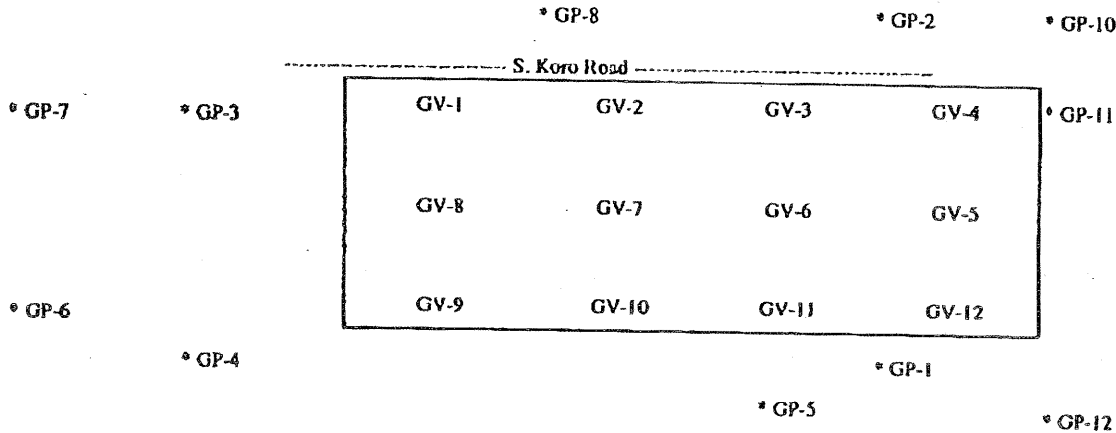 * GP-8 * GP-2 * GP-10
S. Koro Road
* GP-7 * GP-3 GV-1 GV-2 GV-3 GV-4 * GP-11
GV-8 GV-7 GV-6 GV-5
* GP-6 GV-9 GV-10 GV-11 GV-12
* GP-4 * GP-1
* GP-5 * GP-12